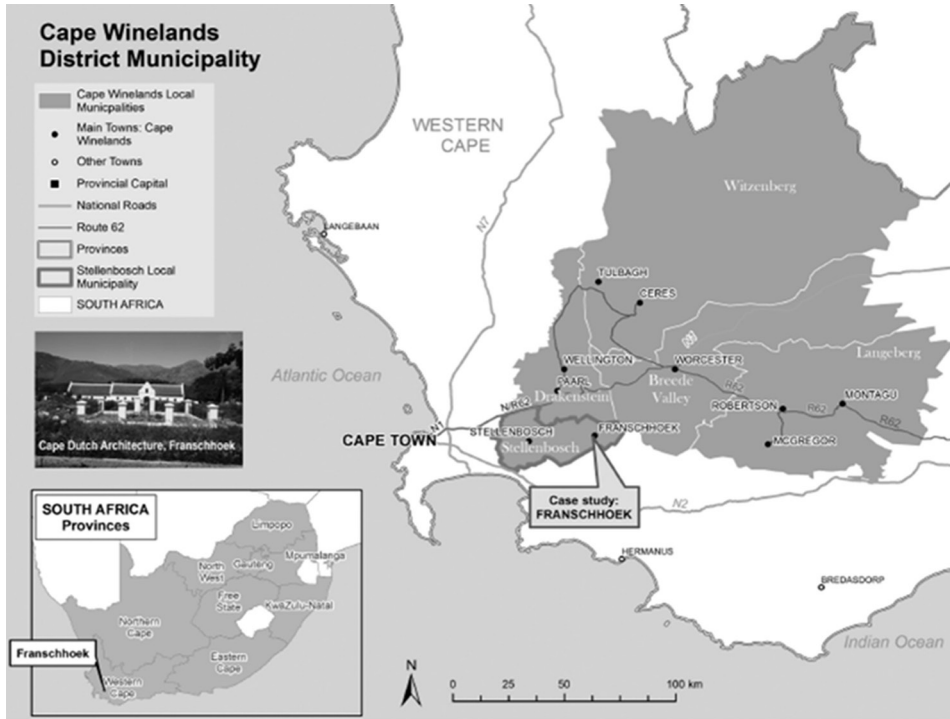 Cape Winelands
District Municipality
Cape Winelands Local
Municpalities
Main Towns: Cape
Winelands
Other Towns
Provincial Capital
National Roads
Route 62
Provinces
Stellenbosch Local
Municipality
SOUTH AFRICA
Cape Dutch Architecture, Franschhoek
WESTERN
CAPE
N7
LANGEBAAN
Atlantic Ocean
Witzenberg
TULBAGH
CERES
N1
Langeberg
WELLINGTON
WORCESTER
PAARL
Drakenstein
Breede
Valley
R62
MONTAGU
ROBERTSON
R62
R62
MCGREGOR
N/R62
N1
CAPE TOWN
STELLENBOSCH
FRANSCHHOEK
Stellenbosch
Case study:
FRANSCHHOEK
N2
HERMANUS
BREDASDORP
Indian Ocean
SOUTH AFRICA
Provinces
Limpopo
Mpumalanga
North
West
Gauteng
Free
State
KwaZulu-Natal
Northern
Cape
Eastern
Cape
Western
Cape
Franschhoek
N
0 25 50 100 km